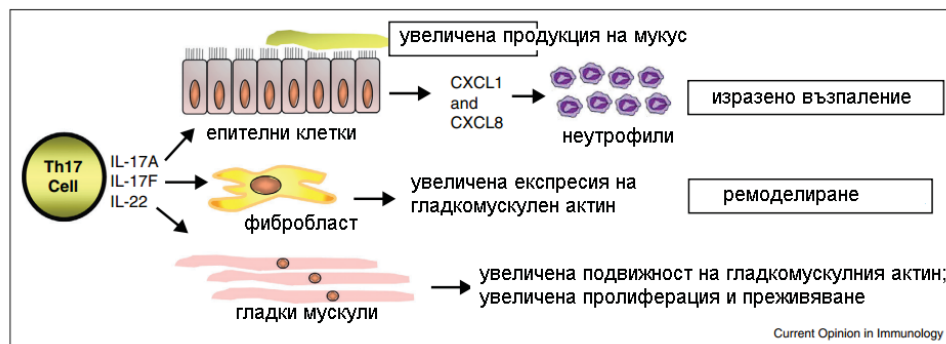 увеличена продукция на мукус
CXCL1
and
CXCL8
епителни клетки
неутрофили
изразено възпаление
Th17
Cell
IL-17A
IL-17F
IL-22
фибробласт
увеличена експресия на
гладкомускулен актин
ремоделиране
гладки мускули
увеличена подвижност на гладкомускулния актин;
увеличена пролиферация и преживяване
Current Opinion in Immunology